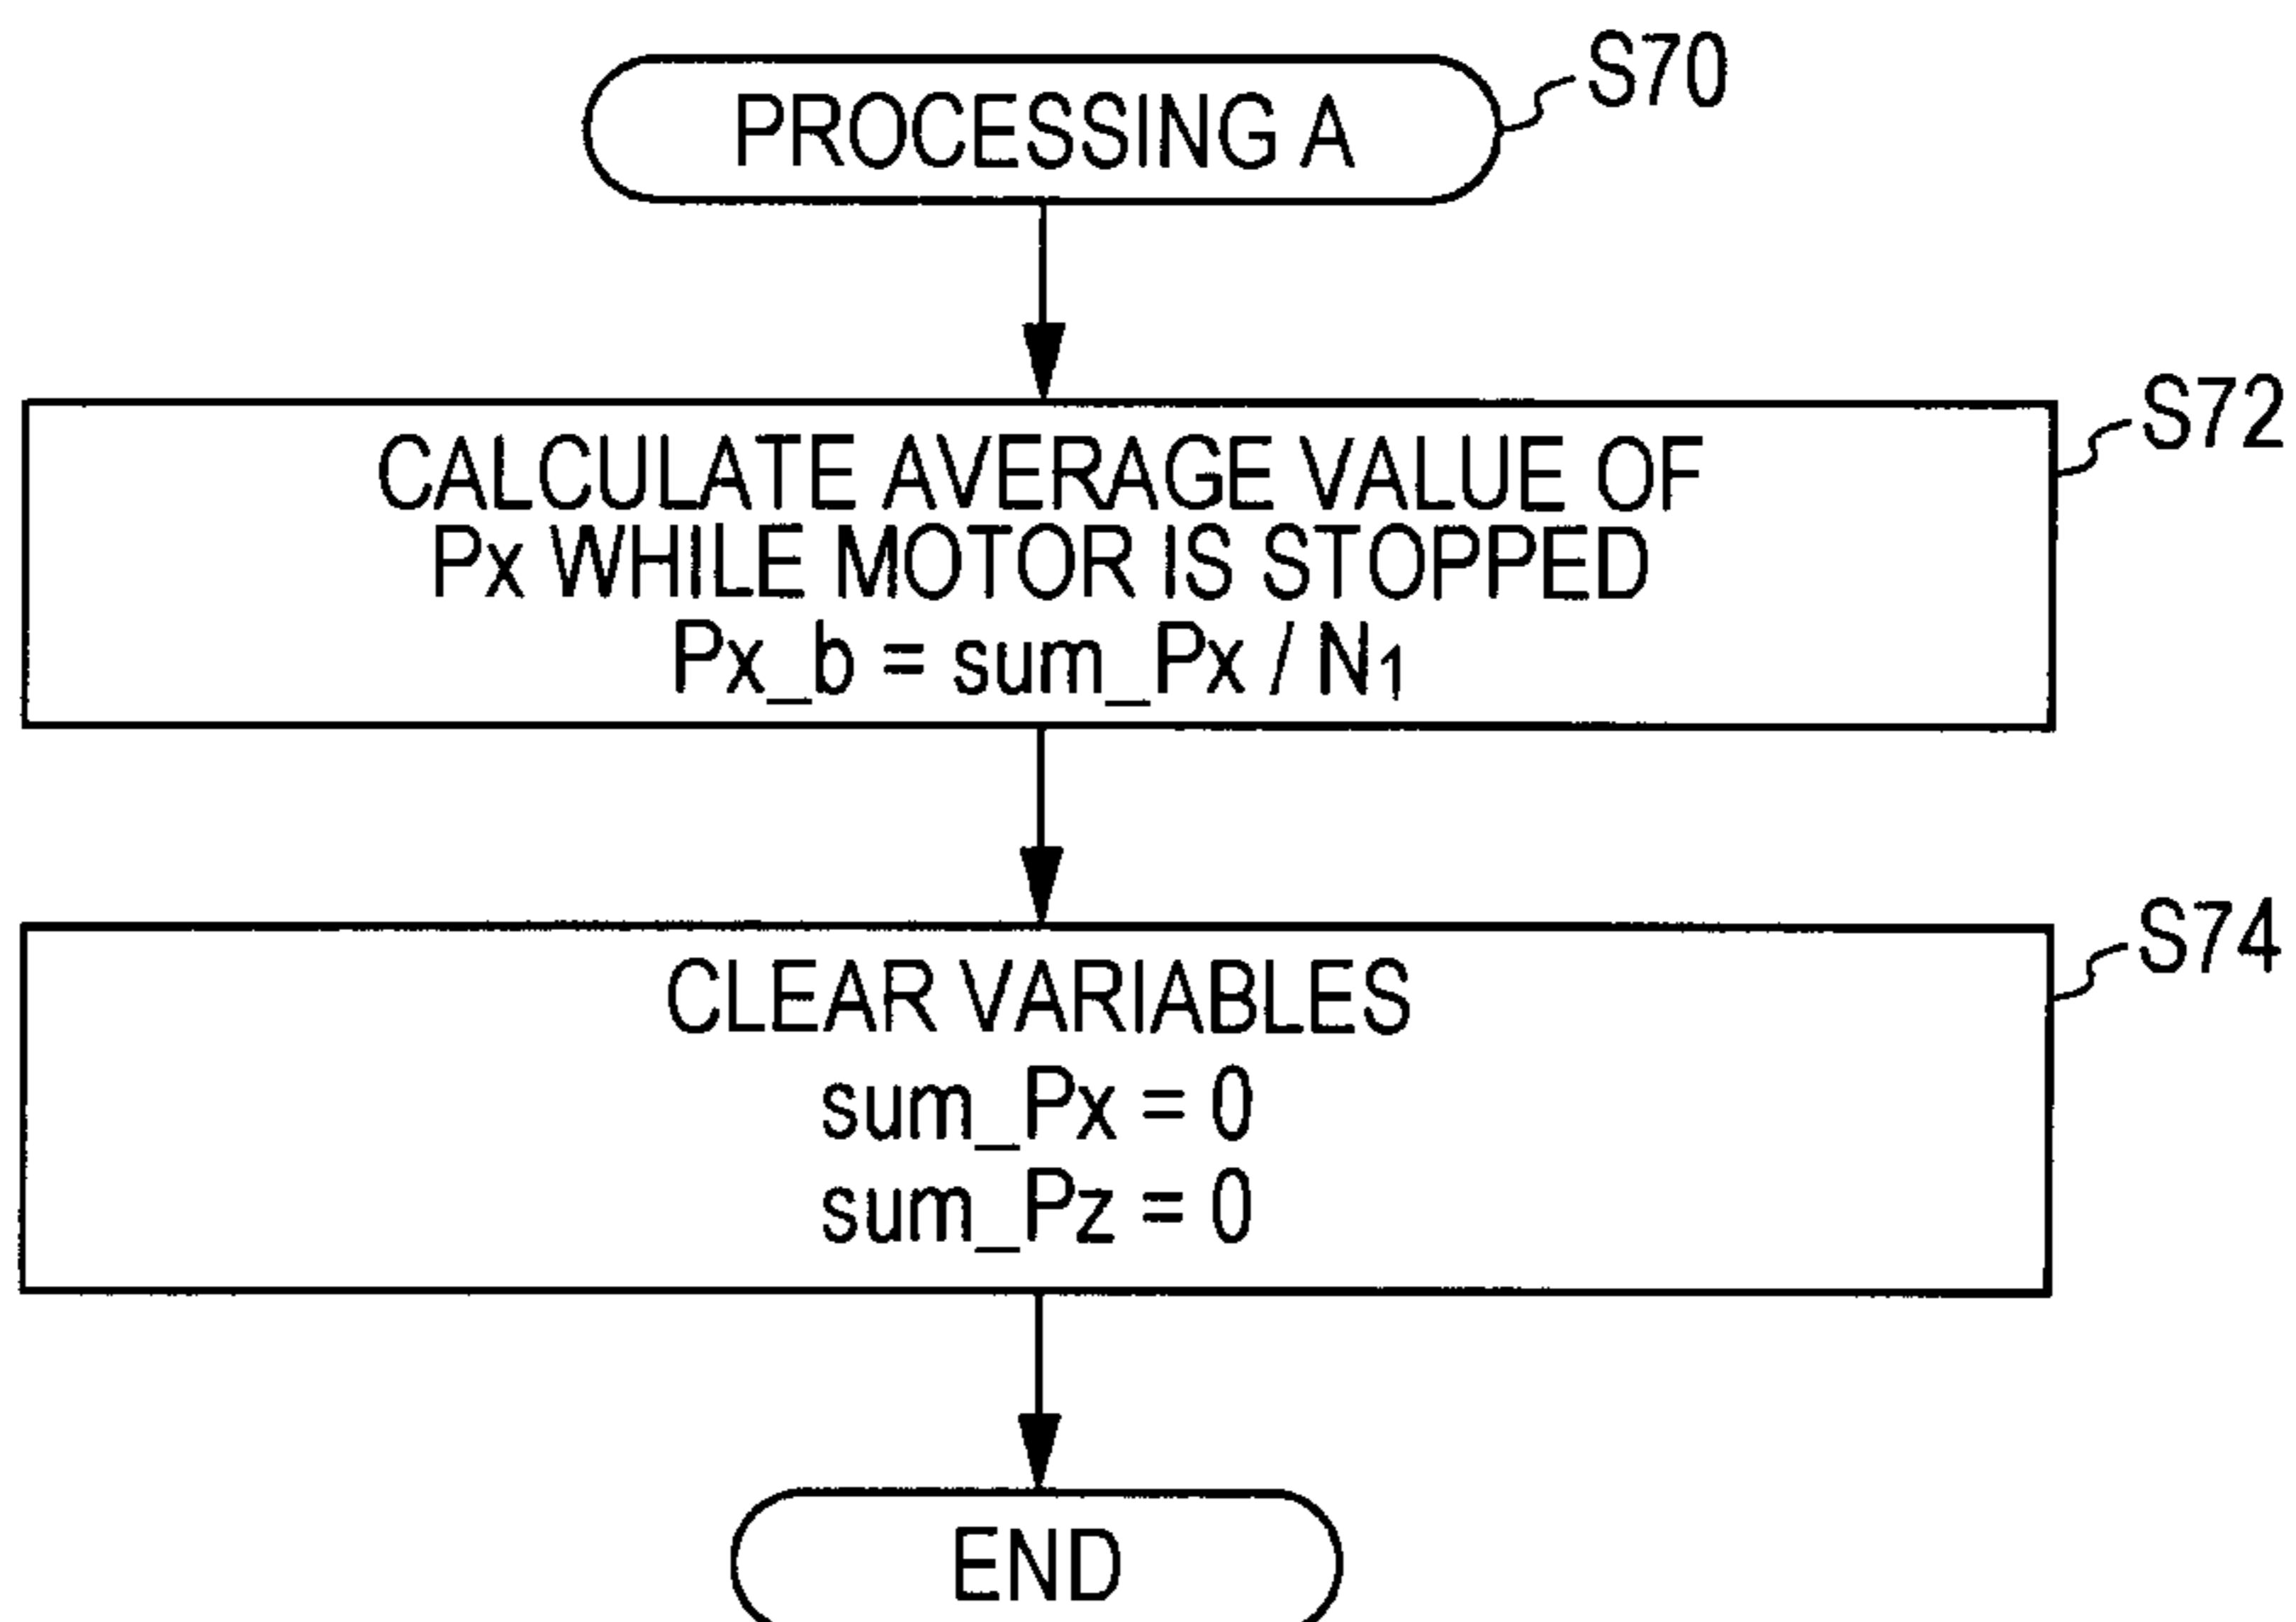 PROCESSING A
S70
CALCULATE AVERAGE VALUE OF
Px WHILE MOTOR IS STOPPED
Px_b = sum_Px / N₁
S72
CLEAR VARIABLES
sum_Px = 0
sum_Pz = 0
S74
END